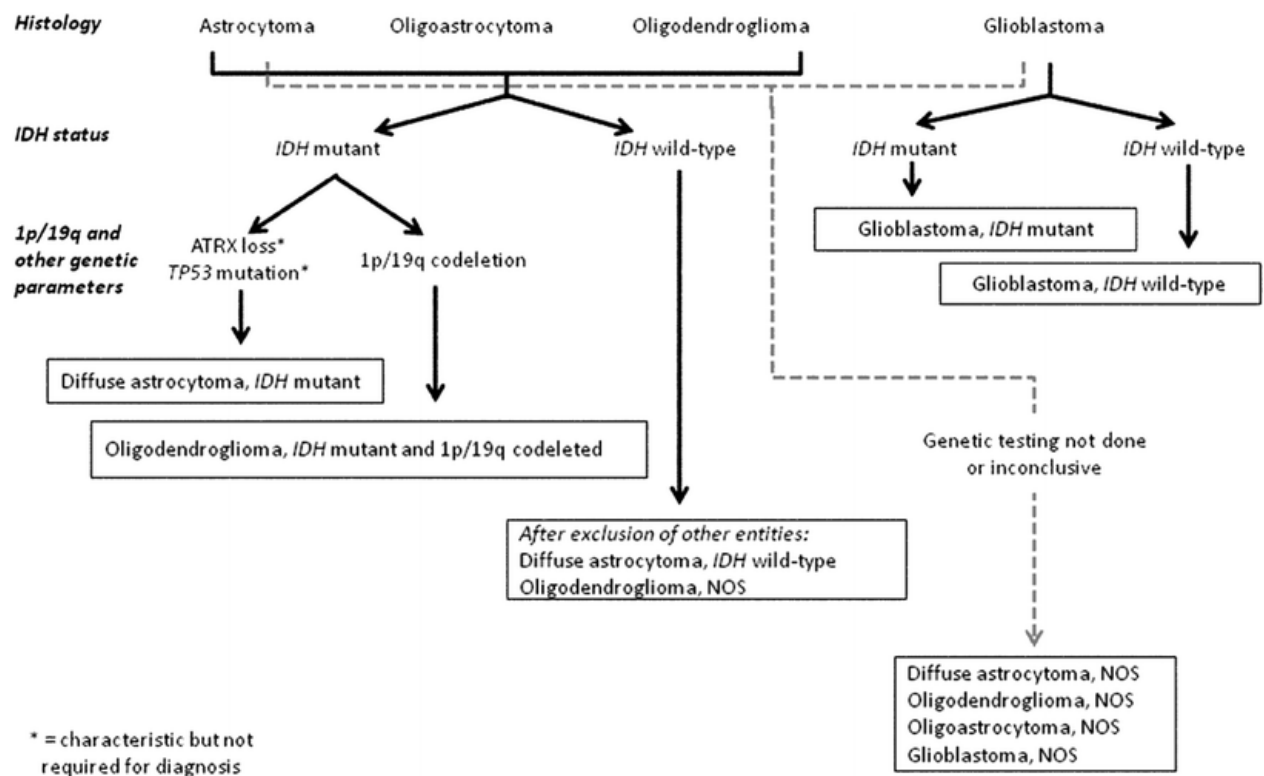 Histology
Astrocytoma
Oligoastrocytoma
Oligodendroglioma
Glioblastoma
IDH status
IDH mutant
IDH wild-type
IDH mutant
IDH wild-type
1p/19q and
other genetic
parameters
ATRX loss*
TP53 mutation*
1p/19q codeletion
Glioblastoma, IDH mutant
Glioblastoma, IDH wild-type
Diffuse astrocytoma, IDH mutant
Oligodendroglioma, IDH mutant and 1p/19q codeleted
Genetic testing not done
or inconclusive
After exclusion of other entities:
Diffuse astrocytoma, IDH wild-type
Oligodendroglioma, NOS
Diffuse astrocytoma, NOS
Oligodendroglioma, NOS
Oligoastrocytoma, NOS
Glioblastoma, NOS
* = characteristic but not
required for diagnosis